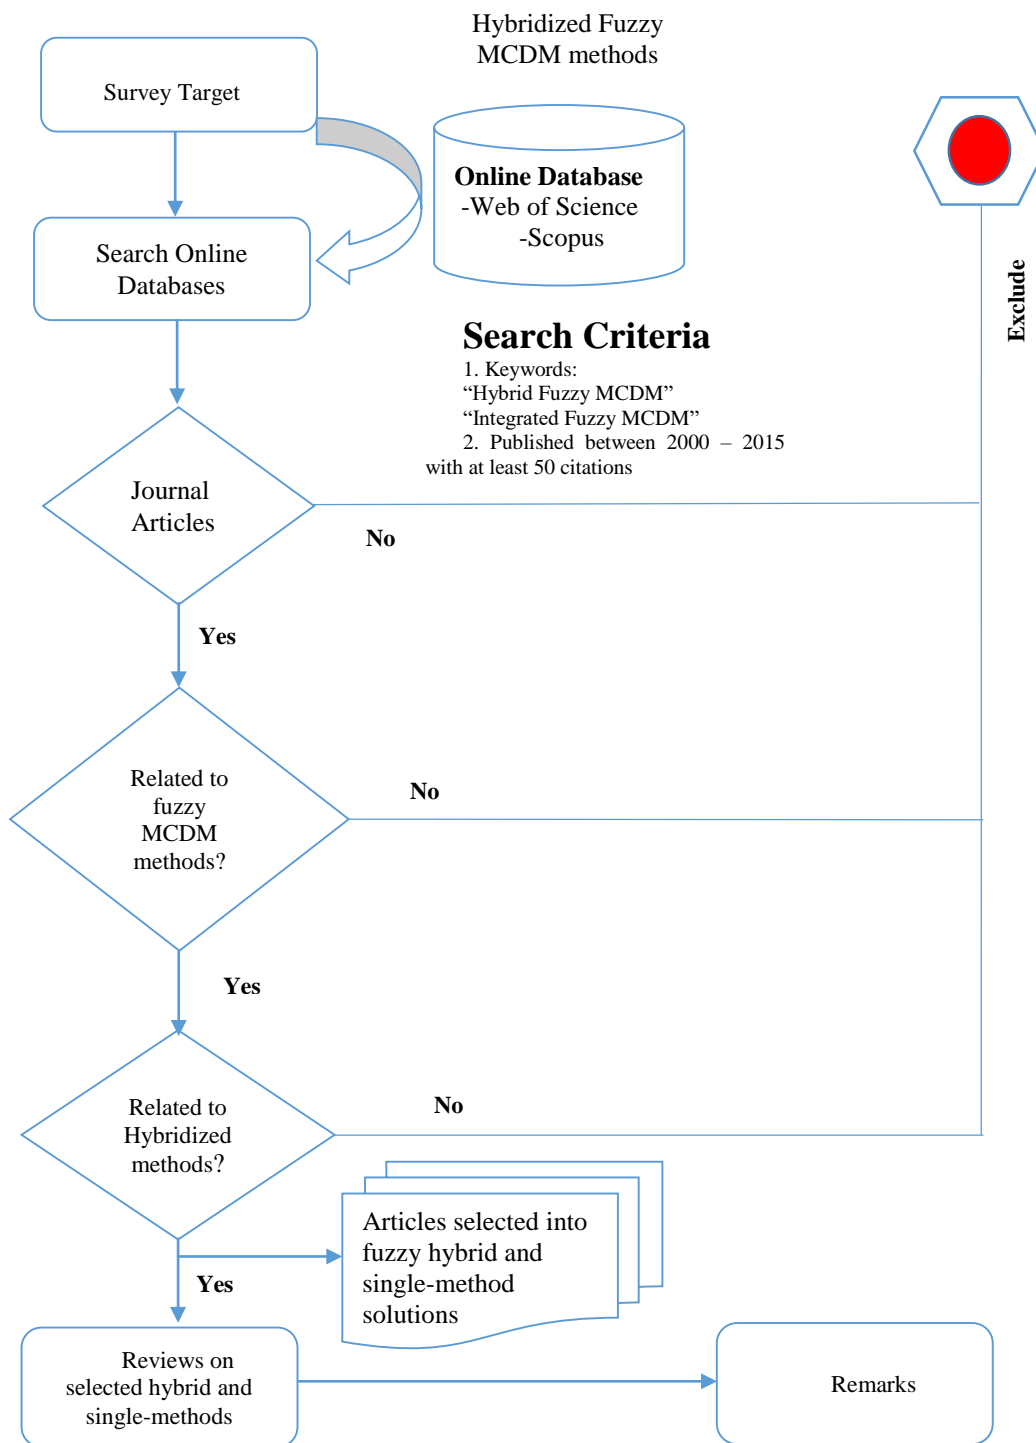 Hybridized Fuzzy
MCDM methods
Survey Target
Online Database
-Web of Science
-Scopus
Search Online
Databases
Exclude
Search Criteria
1. Keywords:
“Hybrid Fuzzy MCDM”
“Integrated Fuzzy MCDM”
2. Published between 2000 – 2015
with at least 50 citations
Journal
Articles
No
Yes
Related to
fuzzy
MCDM
methods?
No
Yes
Related to
Hybridized
methods?
No
Articles selected into
fuzzy hybrid and
single-method
solutions
Yes
Reviews on
selected hybrid and
single-methods
Remarks